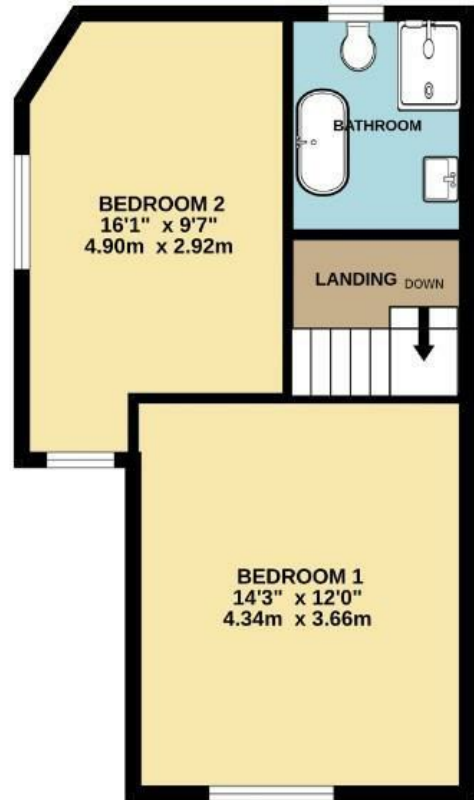 BATHROOM
BEDROOM 2
16'1" x 9'7"
4.90m x 2.92m
LANDING
DOWN
BEDROOM 1
14'3" x 12'0"
4.34m x 3.66m